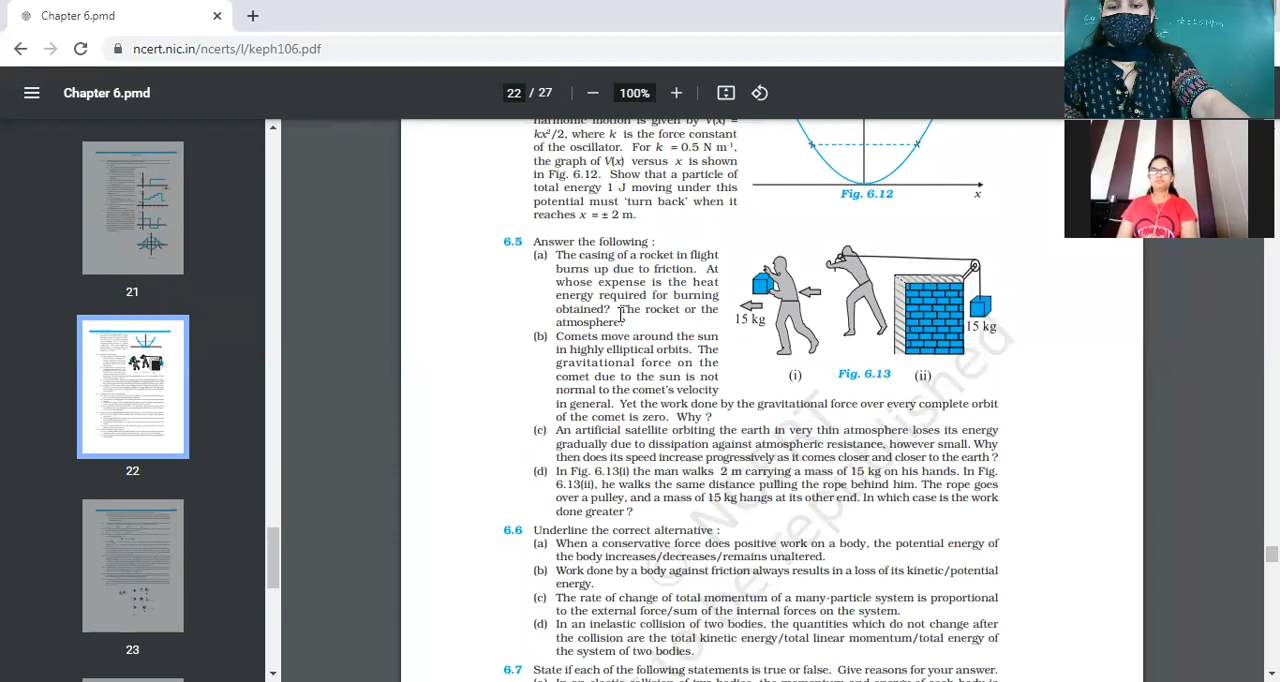 Chapter 6.pmd
ncert.nic.in/ncerts/l/keph106.pdf
Chapter 6.pmd
22 / 27
100%
21
22
23
harmonic motion is given by V(x) =
kx²/2, where k is the force constant
of the oscillator. For k = 0.5 N m⁻¹,
the graph of V(x) versus x is shown
in Fig. 6.12. Show that a particle of
total energy 1 J moving under this
potential must ‘turn back’ when it
reaches x = ± 2 m.
x
Fig. 6.12
6.5 Answer the following :
(a) The casing of a rocket in flight
burns up due to friction. At
whose expense is the heat
energy required for burning
obtained? The rocket or the
atmosphere?
(b) Comets move around the sun
in highly elliptical orbits. The
gravitational force on the
comet due to the sun is not
normal to the comet’s velocity
in general. Yet the work done by the gravitational force over every complete orbit
of the comet is zero. Why ?
15 kg
15 kg
(i) Fig. 6.13 (ii)
(c) An artificial satellite orbiting the earth in very thin atmosphere loses its energy
gradually due to dissipation against atmospheric resistance, however small. Why
then does its speed increase progressively as it comes closer and closer to the earth ?
(d) In Fig. 6.13(i) the man walks 2 m carrying a mass of 15 kg on his hands. In Fig.
6.13(ii), he walks the same distance pulling the rope behind him. The rope goes
over a pulley, and a mass of 15 kg hangs at its other end. In which case is the work
done greater ?
6.6 Underline the correct alternative :
(a) When a conservative force does positive work on a body, the potential energy of
the body increases/decreases/remains unaltered.
(b) Work done by a body against friction always results in a loss of its kinetic/potential
energy.
(c) The rate of change of total momentum of a many-particle system is proportional
to the external force/sum of the internal forces on the system.
(d) In an inelastic collision of two bodies, the quantities which do not change after
the collision are the total kinetic energy/total linear momentum/total energy of
the system of two bodies.
6.7 State if each of the following statements is true or false. Give reasons for your answer.